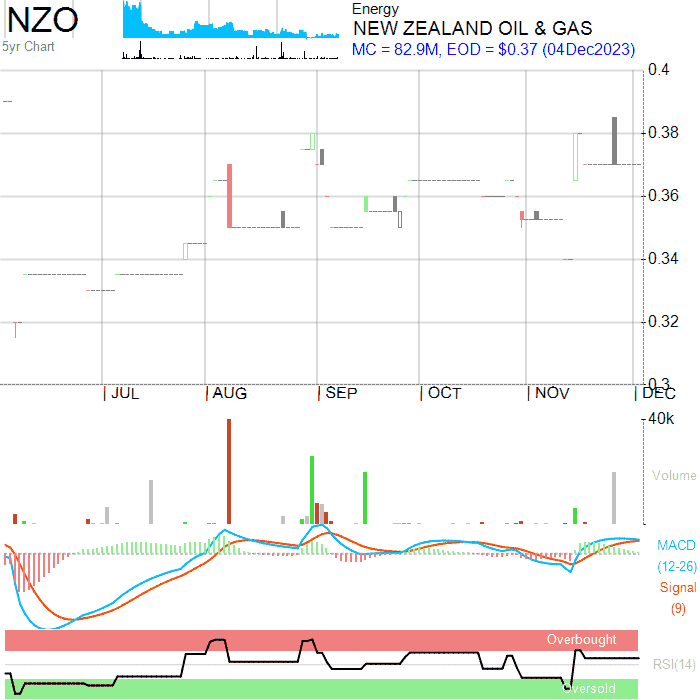 NZO
Energy
NEW ZEALAND OIL & GAS
5yr Chart
MC = 82.9M, EOD = $0.37 (04Dec2023)
0.4
0.38
0.36
0.34
0.32
0.3
JUL AUG SEP OCT NOV DEC
40k
Volume
MACD
(12-26)
Signal
(9)
Overbought
RSI(14)
Oversold